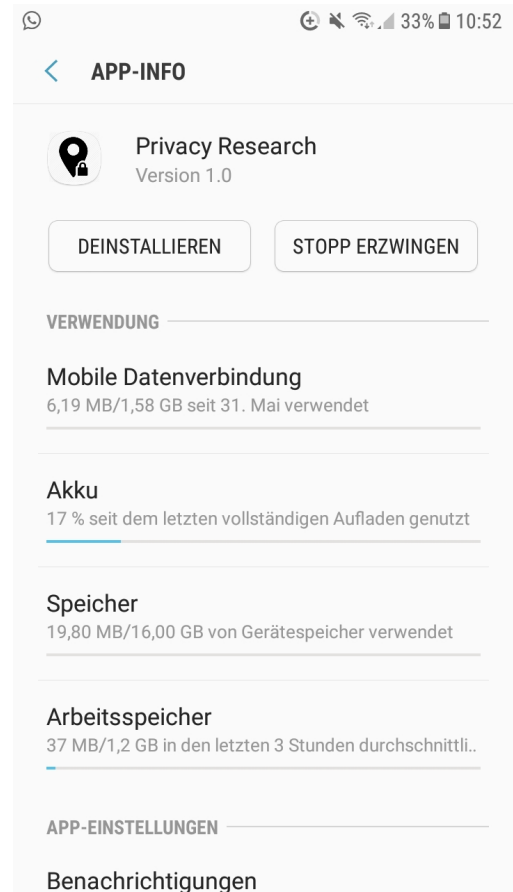 33% 10:52
APP-INFO
Privacy Research
Version 1.0
DEINSTALLIEREN STOPP ERZWINGEN
VERWENDUNG
Mobile Datenverbindung
6,19 MB/1,58 GB seit 31. Mai verwendet
Akku
17 % seit dem letzten vollständigen Aufladen genutzt
Speicher
19,80 MB/16,00 GB von Gerätespeicher verwendet
Arbeitsspeicher
37 MB/1,2 GB in den letzten 3 Stunden durchschnittli..
APP-EINSTELLUNGEN
Benachrichtigungen